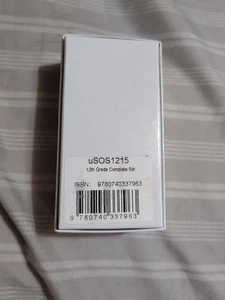 uSOS1215
12th Grade Complete Set
ISBN: 9780740337963
9 780740 337963